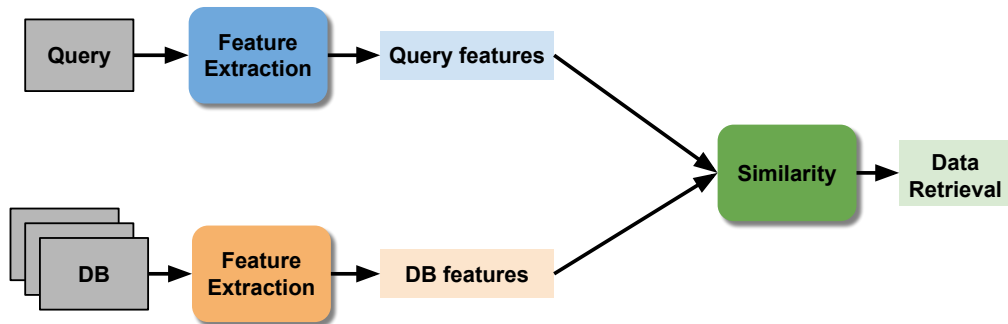 Query
Feature
Extraction
Query features
Similarity
Data
Retrieval
DB
Feature
Extraction
DB features